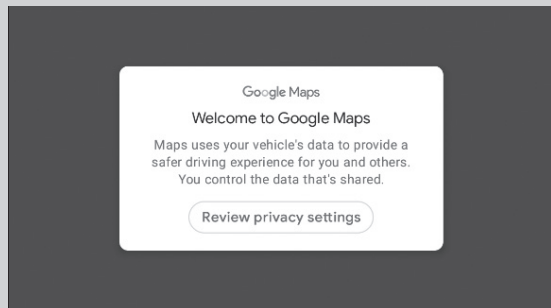 Google Maps
Welcome to Google Maps
Maps uses your vehicle's data to provide a
safer driving experience for you and others.
You control the data that's shared.
Review privacy settings